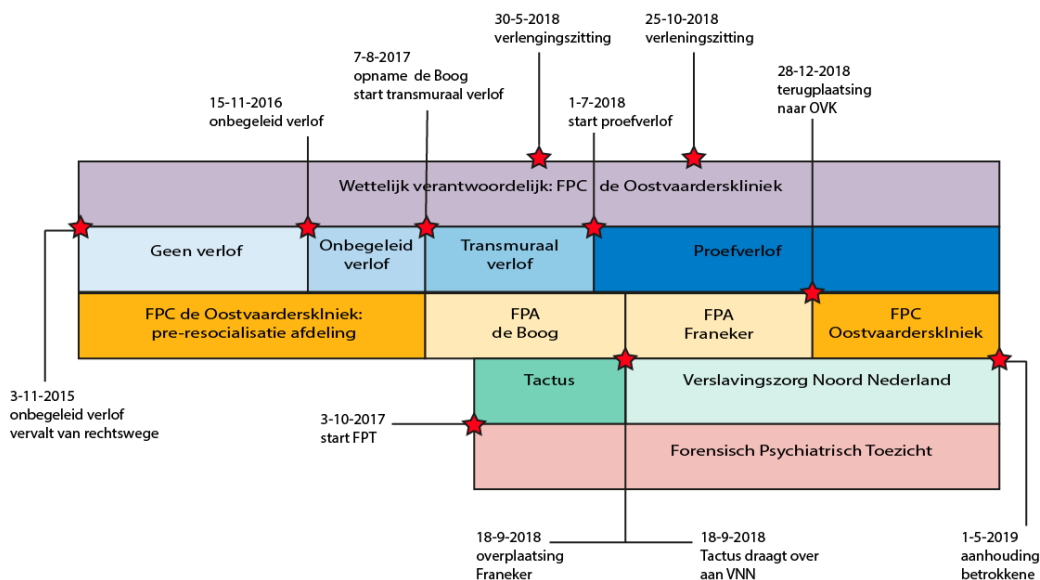 30-5-2018
verlengingszitting
25-10-2018
verleningszitting
7-8-2017
opname de Boog
start transmuraal verlof
28-12-2018
terugplaatsing
naar OVK
15-11-2016
onbegeleid verlof
1-7-2018
start proefverlof
Wettelijk verantwoordelijk: FPC de Oostvaarderskliniek
Geen verlof
Onbegeleid
verlof
Transmuraal
verlof
Proefverlof
FPC de Oostvaardersklniek:
pre-resocialisatie afdeling
FPA
de Boog
FPA
Franeker
FPC
Oostvaardersklniek
Tactus
Verslavingszorg Noord Nederland
3-11-2015
onbegeleid verlof
vervalt van rechtswege
3-10-2017
start FPT
Forensisch Psychiatrisch Toezicht
18-9-2018
overplaatsing
Franeker
18-9-2018
Tactus draagt over
aan VNN
1-5-2019
aanhouding
betrokkene